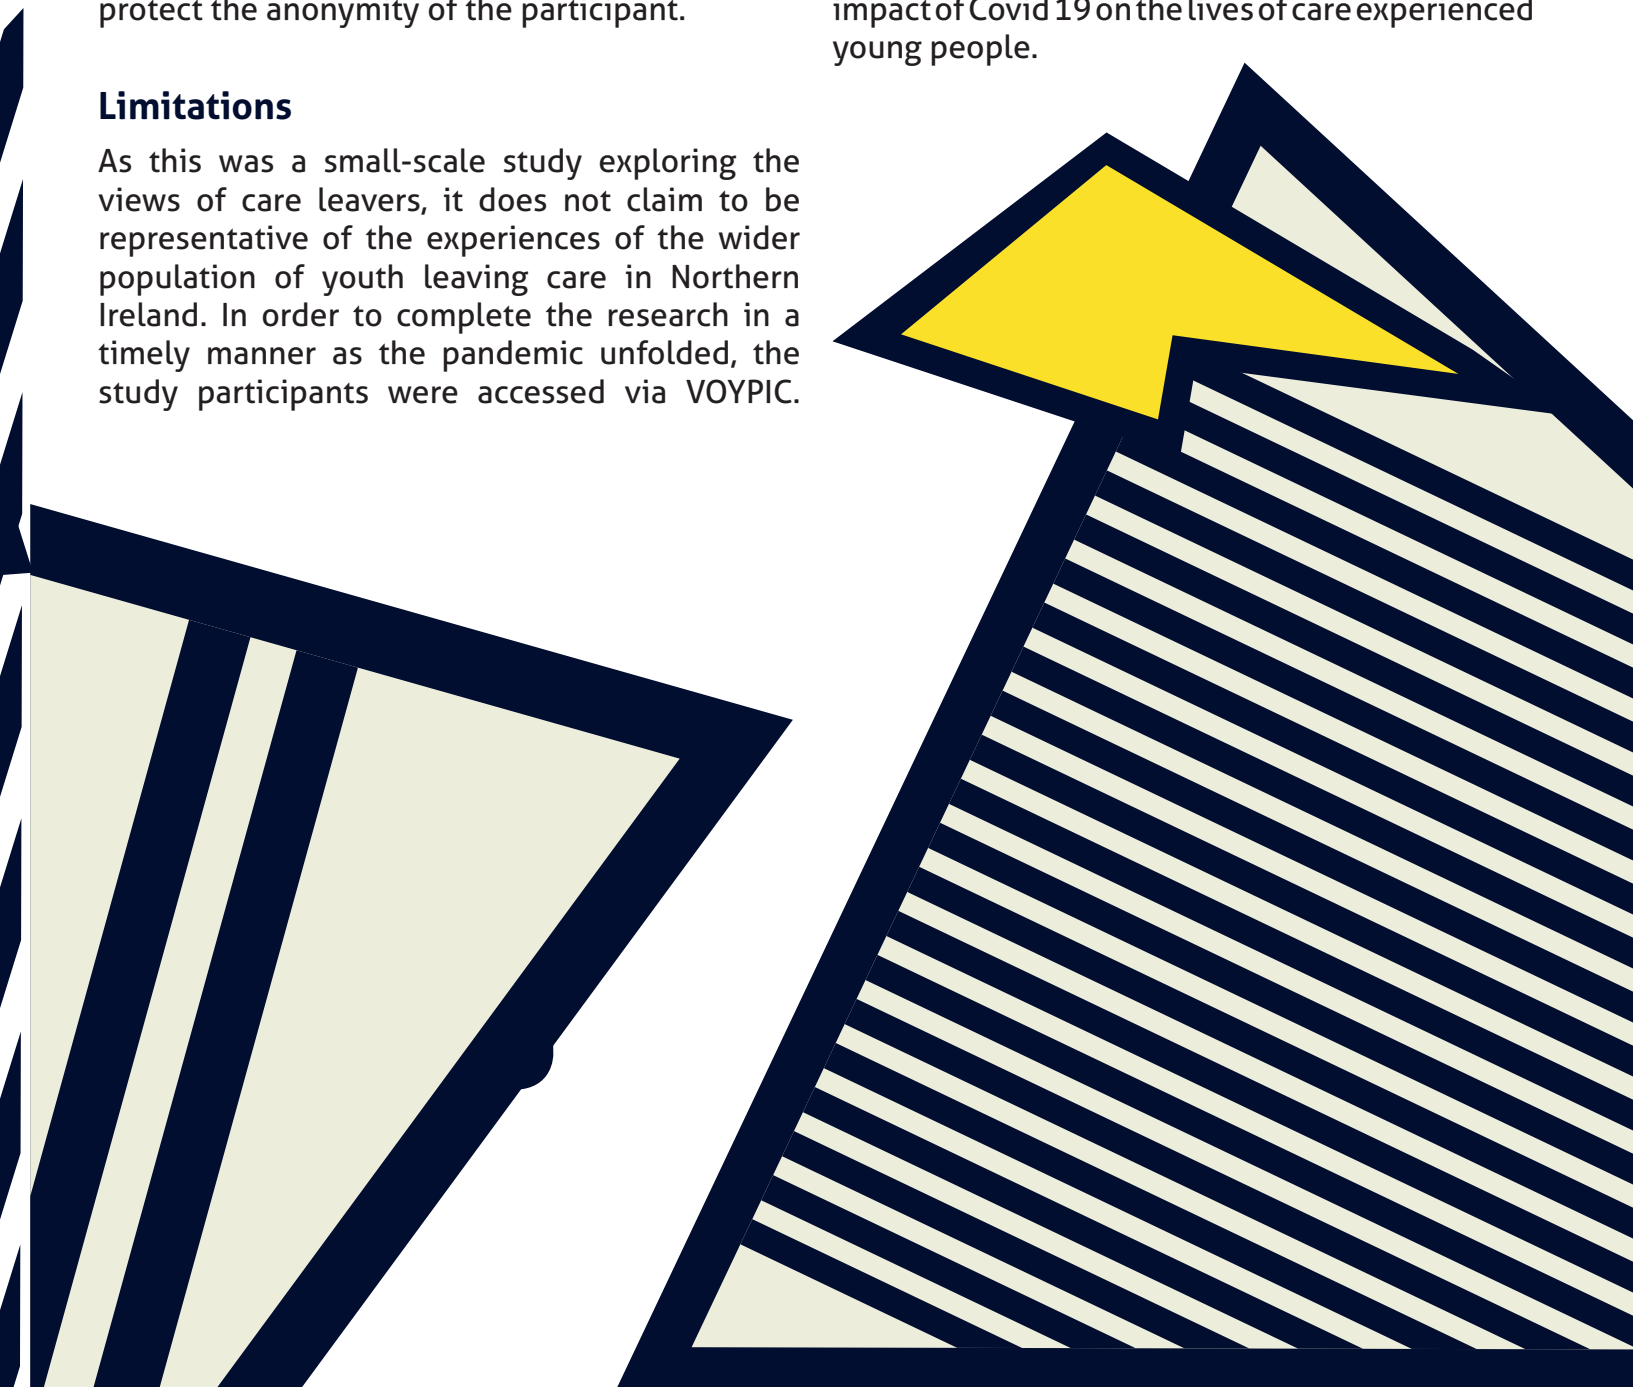 protect the anonymity of the participant.
Limitations
As this was a small-scale study exploring the
views of care leavers, it does not claim to be
representative of the experiences of the wider
population of youth leaving care in Northern
Ireland. In order to complete the research in a
timely manner as the pandemic unfolded, the
study participants were accessed via VOYPIC.
impact of Covid 19 on the lives of care experienced
young people.